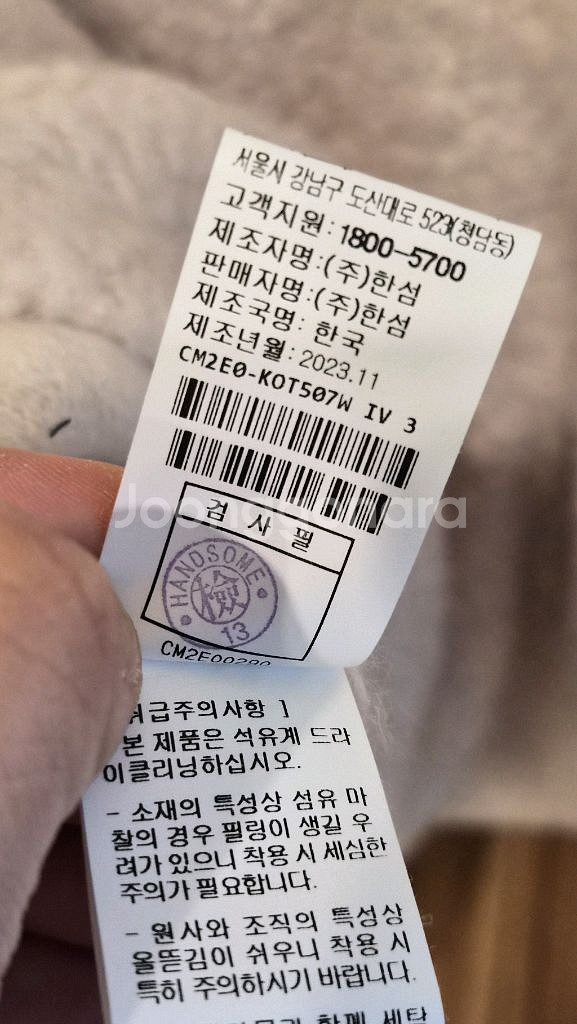 서울시 강남구 도산대로 523(청담동)
고객지원: 1800-5700
제조자명:(주)한섬
판매자명:(주)한섬
제조국명: 한국
제조년월: 2023.11
CM2E0-KOT507W IV 3
검 사 필
HANDSOME
檢
13
Joonggonara
취급주의사항 ]
본 제품은 석유계 드라
이클리닝하십시오.
- 소재의 특성상 섬유 마
찰의 경우 필링이 생길 우
려가 있으니 착용 시 세심한
주의가 필요합니다.
- 원사와 조직의 특성상
올뜯김이 쉬우니 착용 시
특히 주의하시기 바랍니다.
함께 세탁